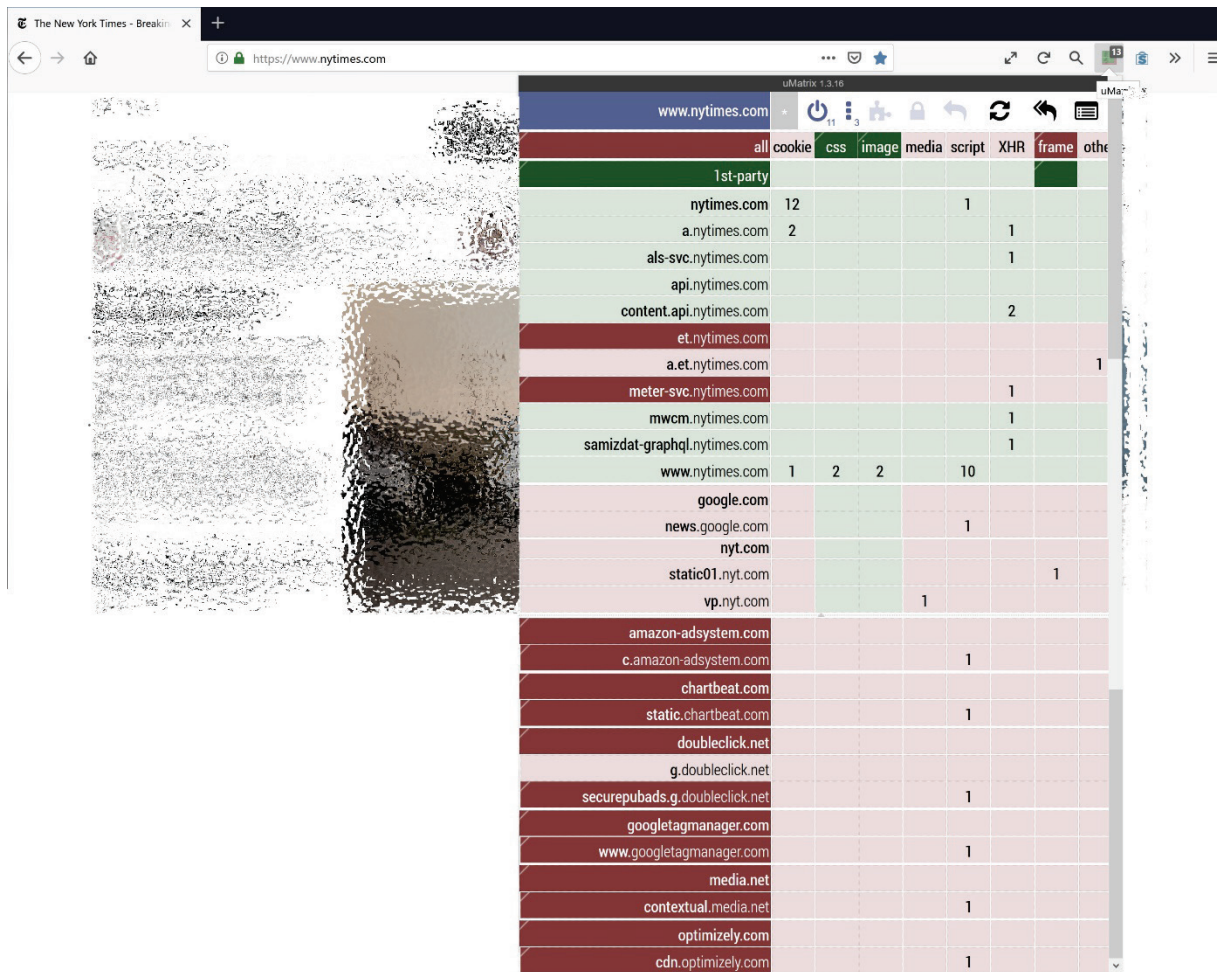 The New York Times - Breakin
https://www.nytimes.com
13
uMatrix 1.3.16
uMa
www.nytimes.com 11 3
all cookie css image media script XHR frame othe
1st-party
nytimes.com 12 1
a.nytimes.com 2 1
als-svc.nytimes.com 1
api.nytimes.com
content.api.nytimes.com 2
et.nytimes.com
a.et.nytimes.com 1
meter-svc.nytimes.com 1
mwcm.nytimes.com 1
samizdat-graphql.nytimes.com 1
www.nytimes.com 1 2 2 10
google.com
news.google.com 1
nyt.com
static01.nyt.com 1
vp.nyt.com 1
amazon-adsystem.com
c.amazon-adsystem.com 1
chartbeat.com
static.chartbeat.com 1
doubleclick.net
g.doubleclick.net
securepubads.g.doubleclick.net 1
googletagmanager.com
www.googletagmanager.com 1
media.net
contextual.media.net 1
optimizely.com
cdn.optimizely.com 1